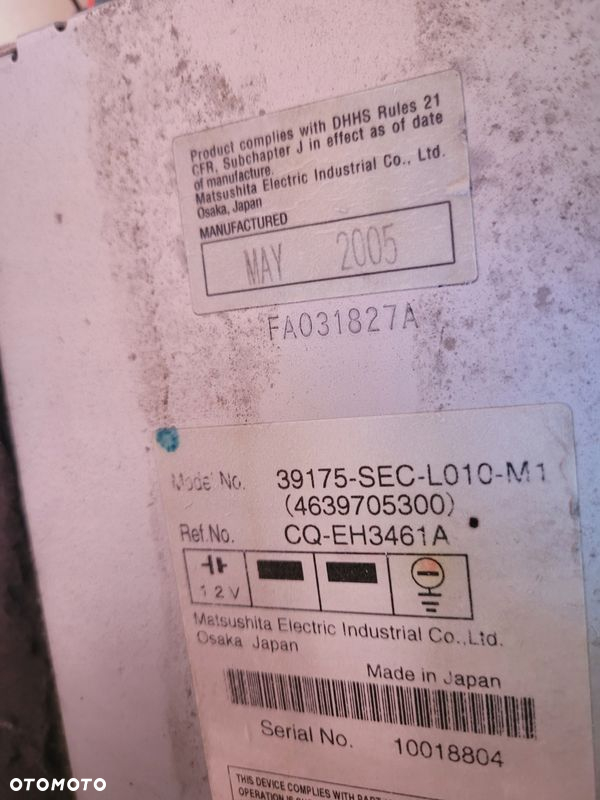 Product complies with DHHS Rules 21
CFR, Subchapter J in effect as of date
of manufacture.
Matsushita Electric Industrial Co., Ltd.
Osaka, Japan
MANUFACTURED
MAY 2005
FA031827A
Model No. 39175-SEC-L010-M1
(4639705300)
Ref.No. CQ-EH3461A
12V
Matsushita Electric Industrial Co.,Ltd.
Osaka Japan
Made in Japan
Serial No. 10018804
THIS DEVICE COMPLIES WITH PART
OPERATION IS
OTOMOTO